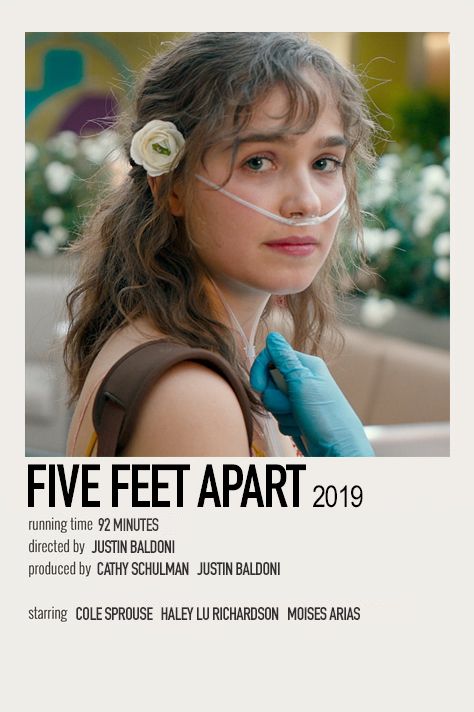 FIVE FEET APART 2019
running time 92 MINUTES
directed by JUSTIN BALDONI
produced by CATHY SCHULMAN JUSTIN BALDONI
starring COLE SPROUSE HALEY LU RICHARDSON MOISES ARIAS